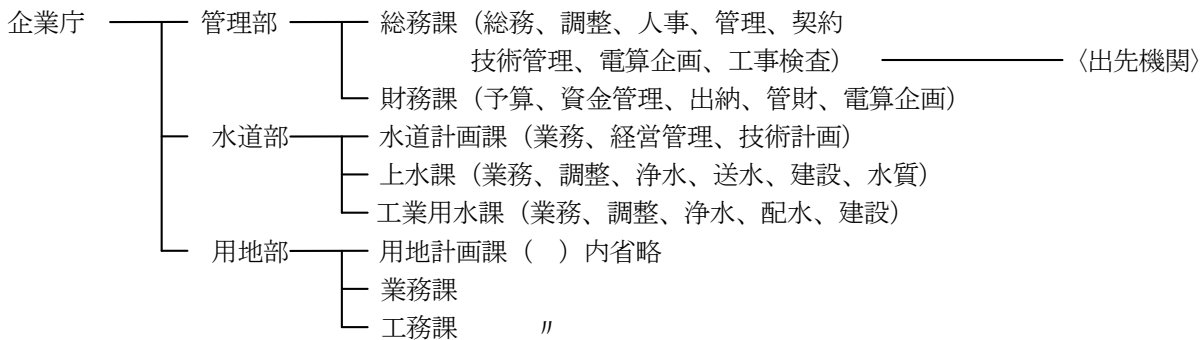 企業庁 管理部 総務課（総務、調整、人事、管理、契約
技術管理、電算企画、工事検査） 〈出先機関〉
財務課（予算、資金管理、出納、管財、電算企画）
水道部 水道計画課（業務、経営管理、技術計画）
上水課（業務、調整、浄水、送水、建設、水質）
工業用水課（業務、調整、浄水、配水、建設）
用地部 用地計画課（　）内省略
業務課
工務課 〃